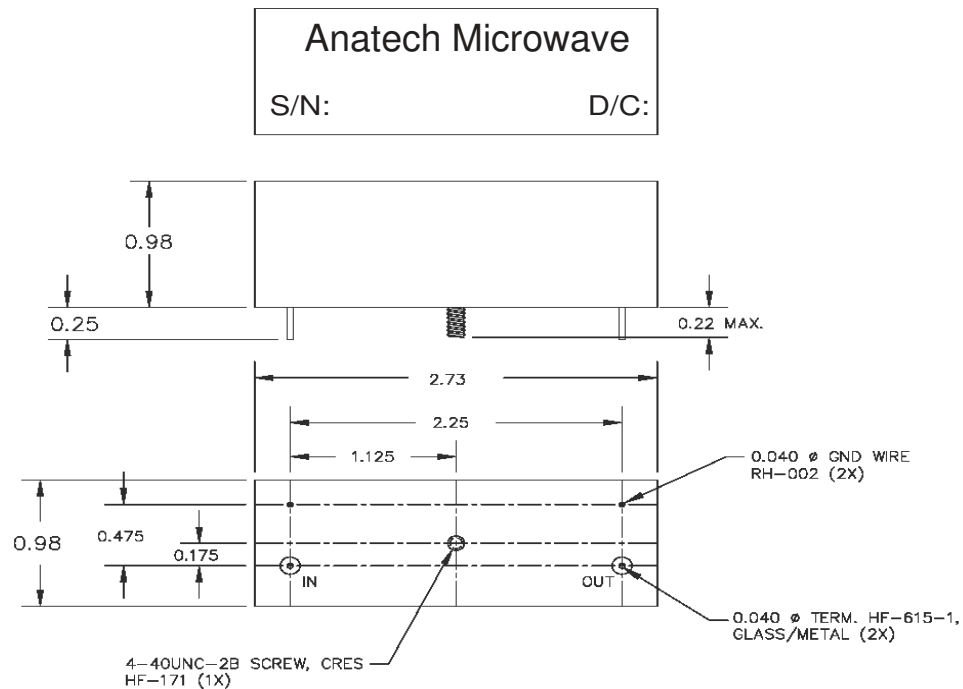 Anatech Microwave
S/N: D/C:
0.98
0.25
0.22 MAX.
2.73
2.25
1.125
0.040 ø GND WIRE
RH-002 (2X)
0.98
0.475
0.175
IN
OUT
0.040 ø TERM. HF-615-1,
GLASS/METAL (2X)
4-40UNC-2B SCREW, CRES
HF-171 (1X)